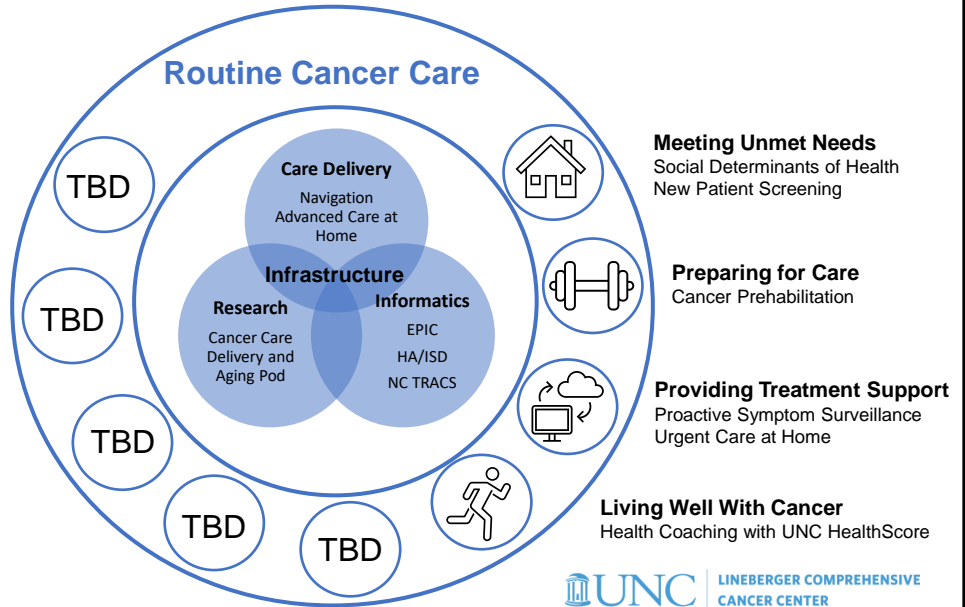 Routine Cancer Care
Care Delivery
Navigation
Advanced Care at
Home
Infrastructure
Research
Cancer Care
Delivery and
Aging Pod
Informatics
EPIC
HA/ISD
NC TRACS
TBD
TBD
TBD
TBD
TBD
Meeting Unmet Needs
Social Determinants of Health
New Patient Screening
Preparing for Care
Cancer Prehabilitation
Providing Treatment Support
Proactive Symptom Surveillance
Urgent Care at Home
Living Well With Cancer
Health Coaching with UNC HealthScore
UNC
LINEBERGER COMPREHENSIVE
CANCER CENTER